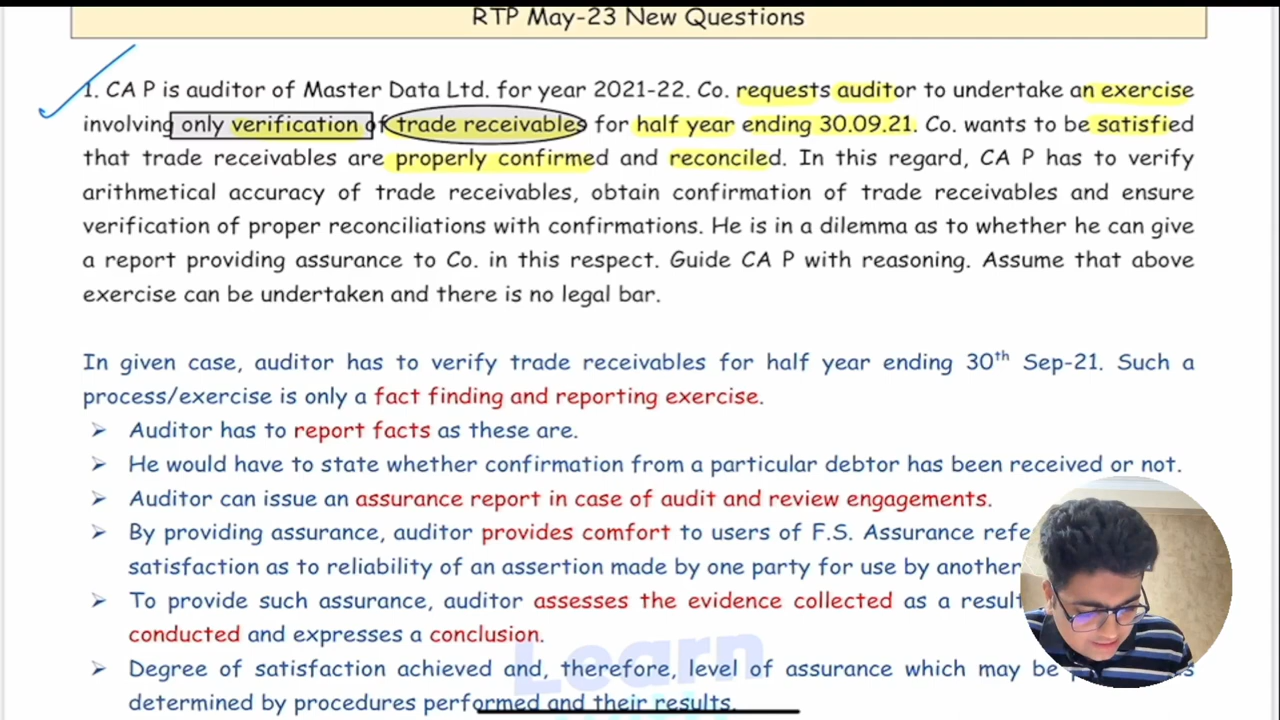 RTP May-23 New Questions
1. CA P is auditor of Master Data Ltd. for year 2021-22. Co. requests auditor to undertake an exercise
involving only verification of trade receivables for half year ending 30.09.21. Co. wants to be satisfied
that trade receivables are properly confirmed and reconciled. In this regard, CA P has to verify
arithmetical accuracy of trade receivables, obtain confirmation of trade receivables and ensure
verification of proper reconciliations with confirmations. He is in a dilemma as to whether he can give
a report providing assurance to Co. in this respect. Guide CA P with reasoning. Assume that above
exercise can be undertaken and there is no legal bar.
In given case, auditor has to verify trade receivables for half year ending 30th Sep-21. Such a
process/exercise is only a fact finding and reporting exercise.
➢ Auditor has to report facts as these are.
➢ He would have to state whether confirmation from a particular debtor has been received or not.
➢ Auditor can issue an assurance report in case of audit and review engagements.
➢ By providing assurance, auditor provides comfort to users of F.S. Assurance
satisfaction as to reliability of an assertion made by one party for use by another
➢ To provide such assurance, auditor assesses the evidence collected as a
conducted and expresses a conclusion.
➢ Degree of satisfaction achieved and, therefore, level of assurance which may be
determined by procedures performed and their results.
Learn